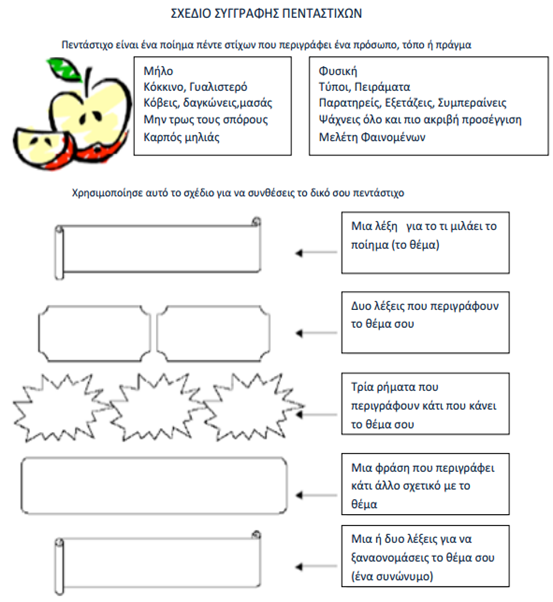 ΣΧΕΔΙΟ ΣΥΓΓΡΑΦΗΣ ΠΕΝΤΑΣΤΙΧΩΝ
Πεντάστιχο είναι ένα ποίημα πέντε στίχων που περιγράφει ένα πρόσωπο, τόπο ή πράγμα
Μήλο
Κόκκινο, Γυαλιστερό
Κόβεις, δαγκώνεις,μασάς
Μην τρως τους σπόρους
Καρπός μηλιάς
Φυσική
Τύποι, Πειράματα
Παρατηρείς, Εξετάζεις, Συμπεραίνεις
Ψάχνεις όλο και πιο ακριβή προσέγγιση
Μελέτη Φαινομένων
Χρησιμοποίησε αυτό το σχέδιο για να συνθέσεις το δικό σου πεντάστιχο
Μια λέξη για το τι μιλάει το
ποίημα (το θέμα)
Δυο λέξεις που περιγράφουν
το θέμα σου
Τρία ρήματα που
περιγράφουν κάτι που κάνει
το θέμα σου
Μια φράση που περιγράφει
κάτι άλλο σχετικό με το
θέμα
Μια ή δυο λέξεις για να
ξαναονομάσεις το θέμα σου
(ένα συνώνυμο)